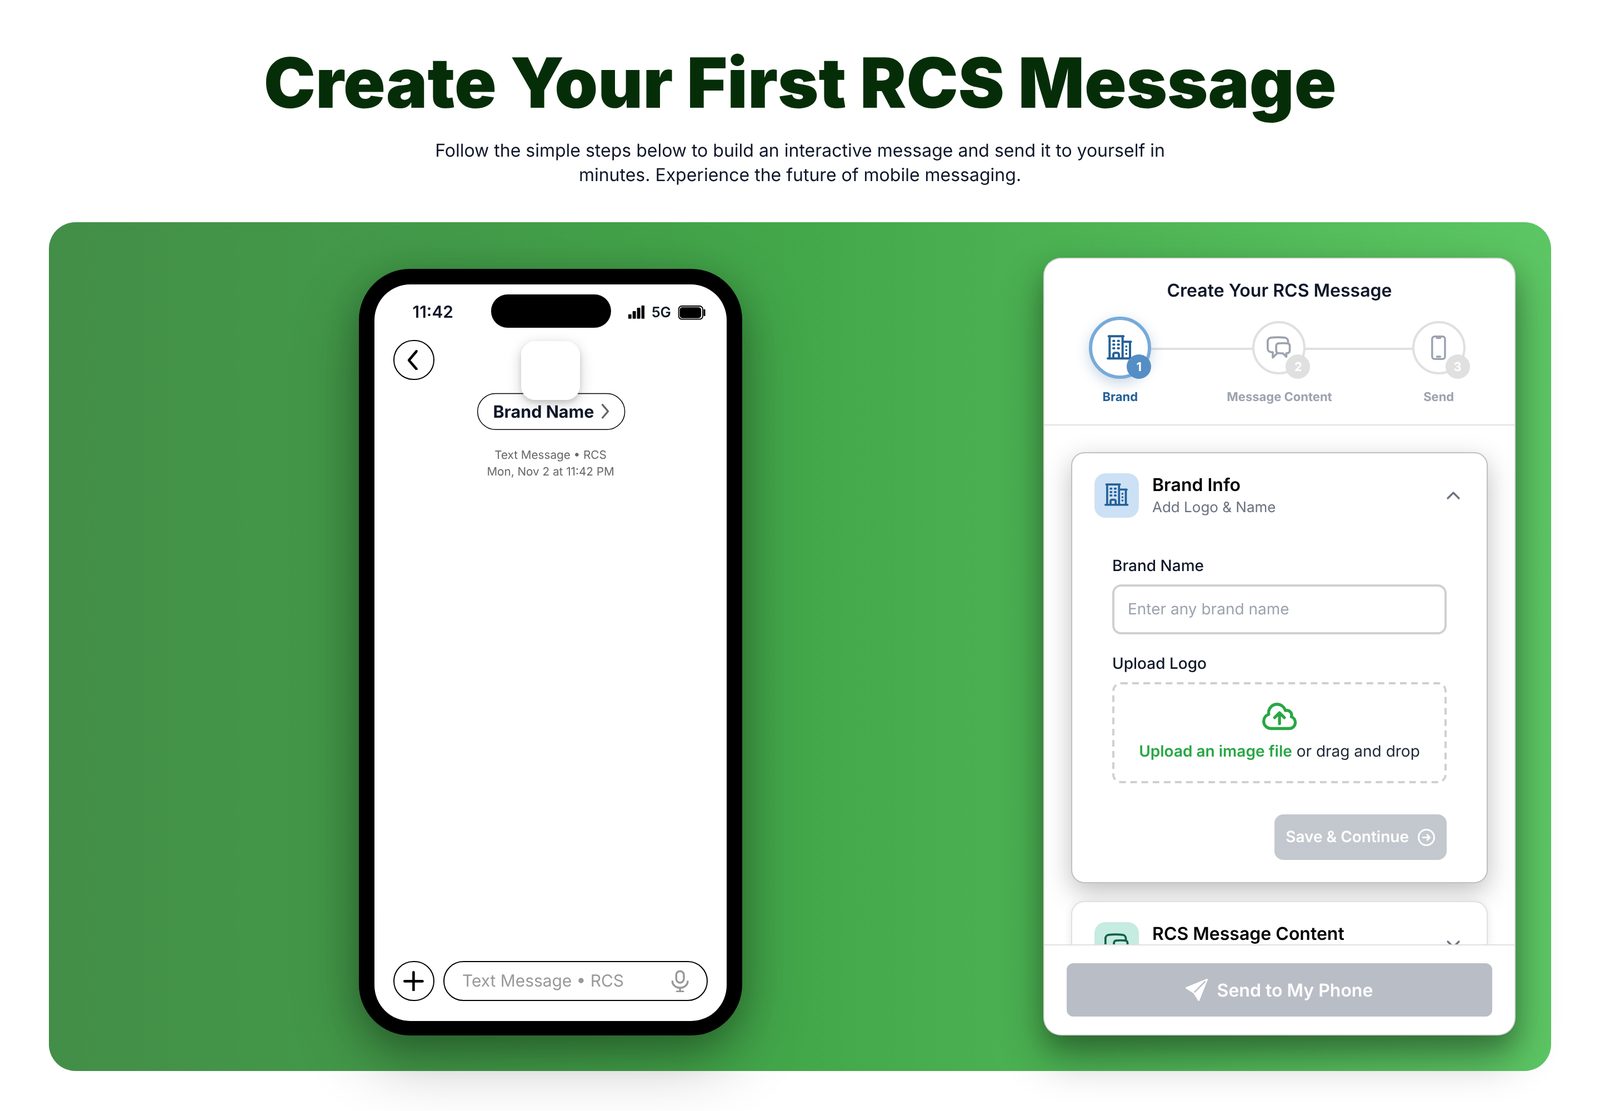 Create Your First RCS Message
Follow the simple steps below to build an interactive message and send it to yourself in
minutes. Experience the future of mobile messaging.
11:42
5G
Brand Name
Text Message • RCS
Mon, Nov 2 at 11:42 PM
Text Message • RCS
Create Your RCS Message
1
2
3
Brand
Message Content
Send
Brand Info
Add Logo & Name
Brand Name
Enter any brand name
Upload Logo
Upload an image file or drag and drop
Save & Continue
RCS Message Content
Send to My Phone